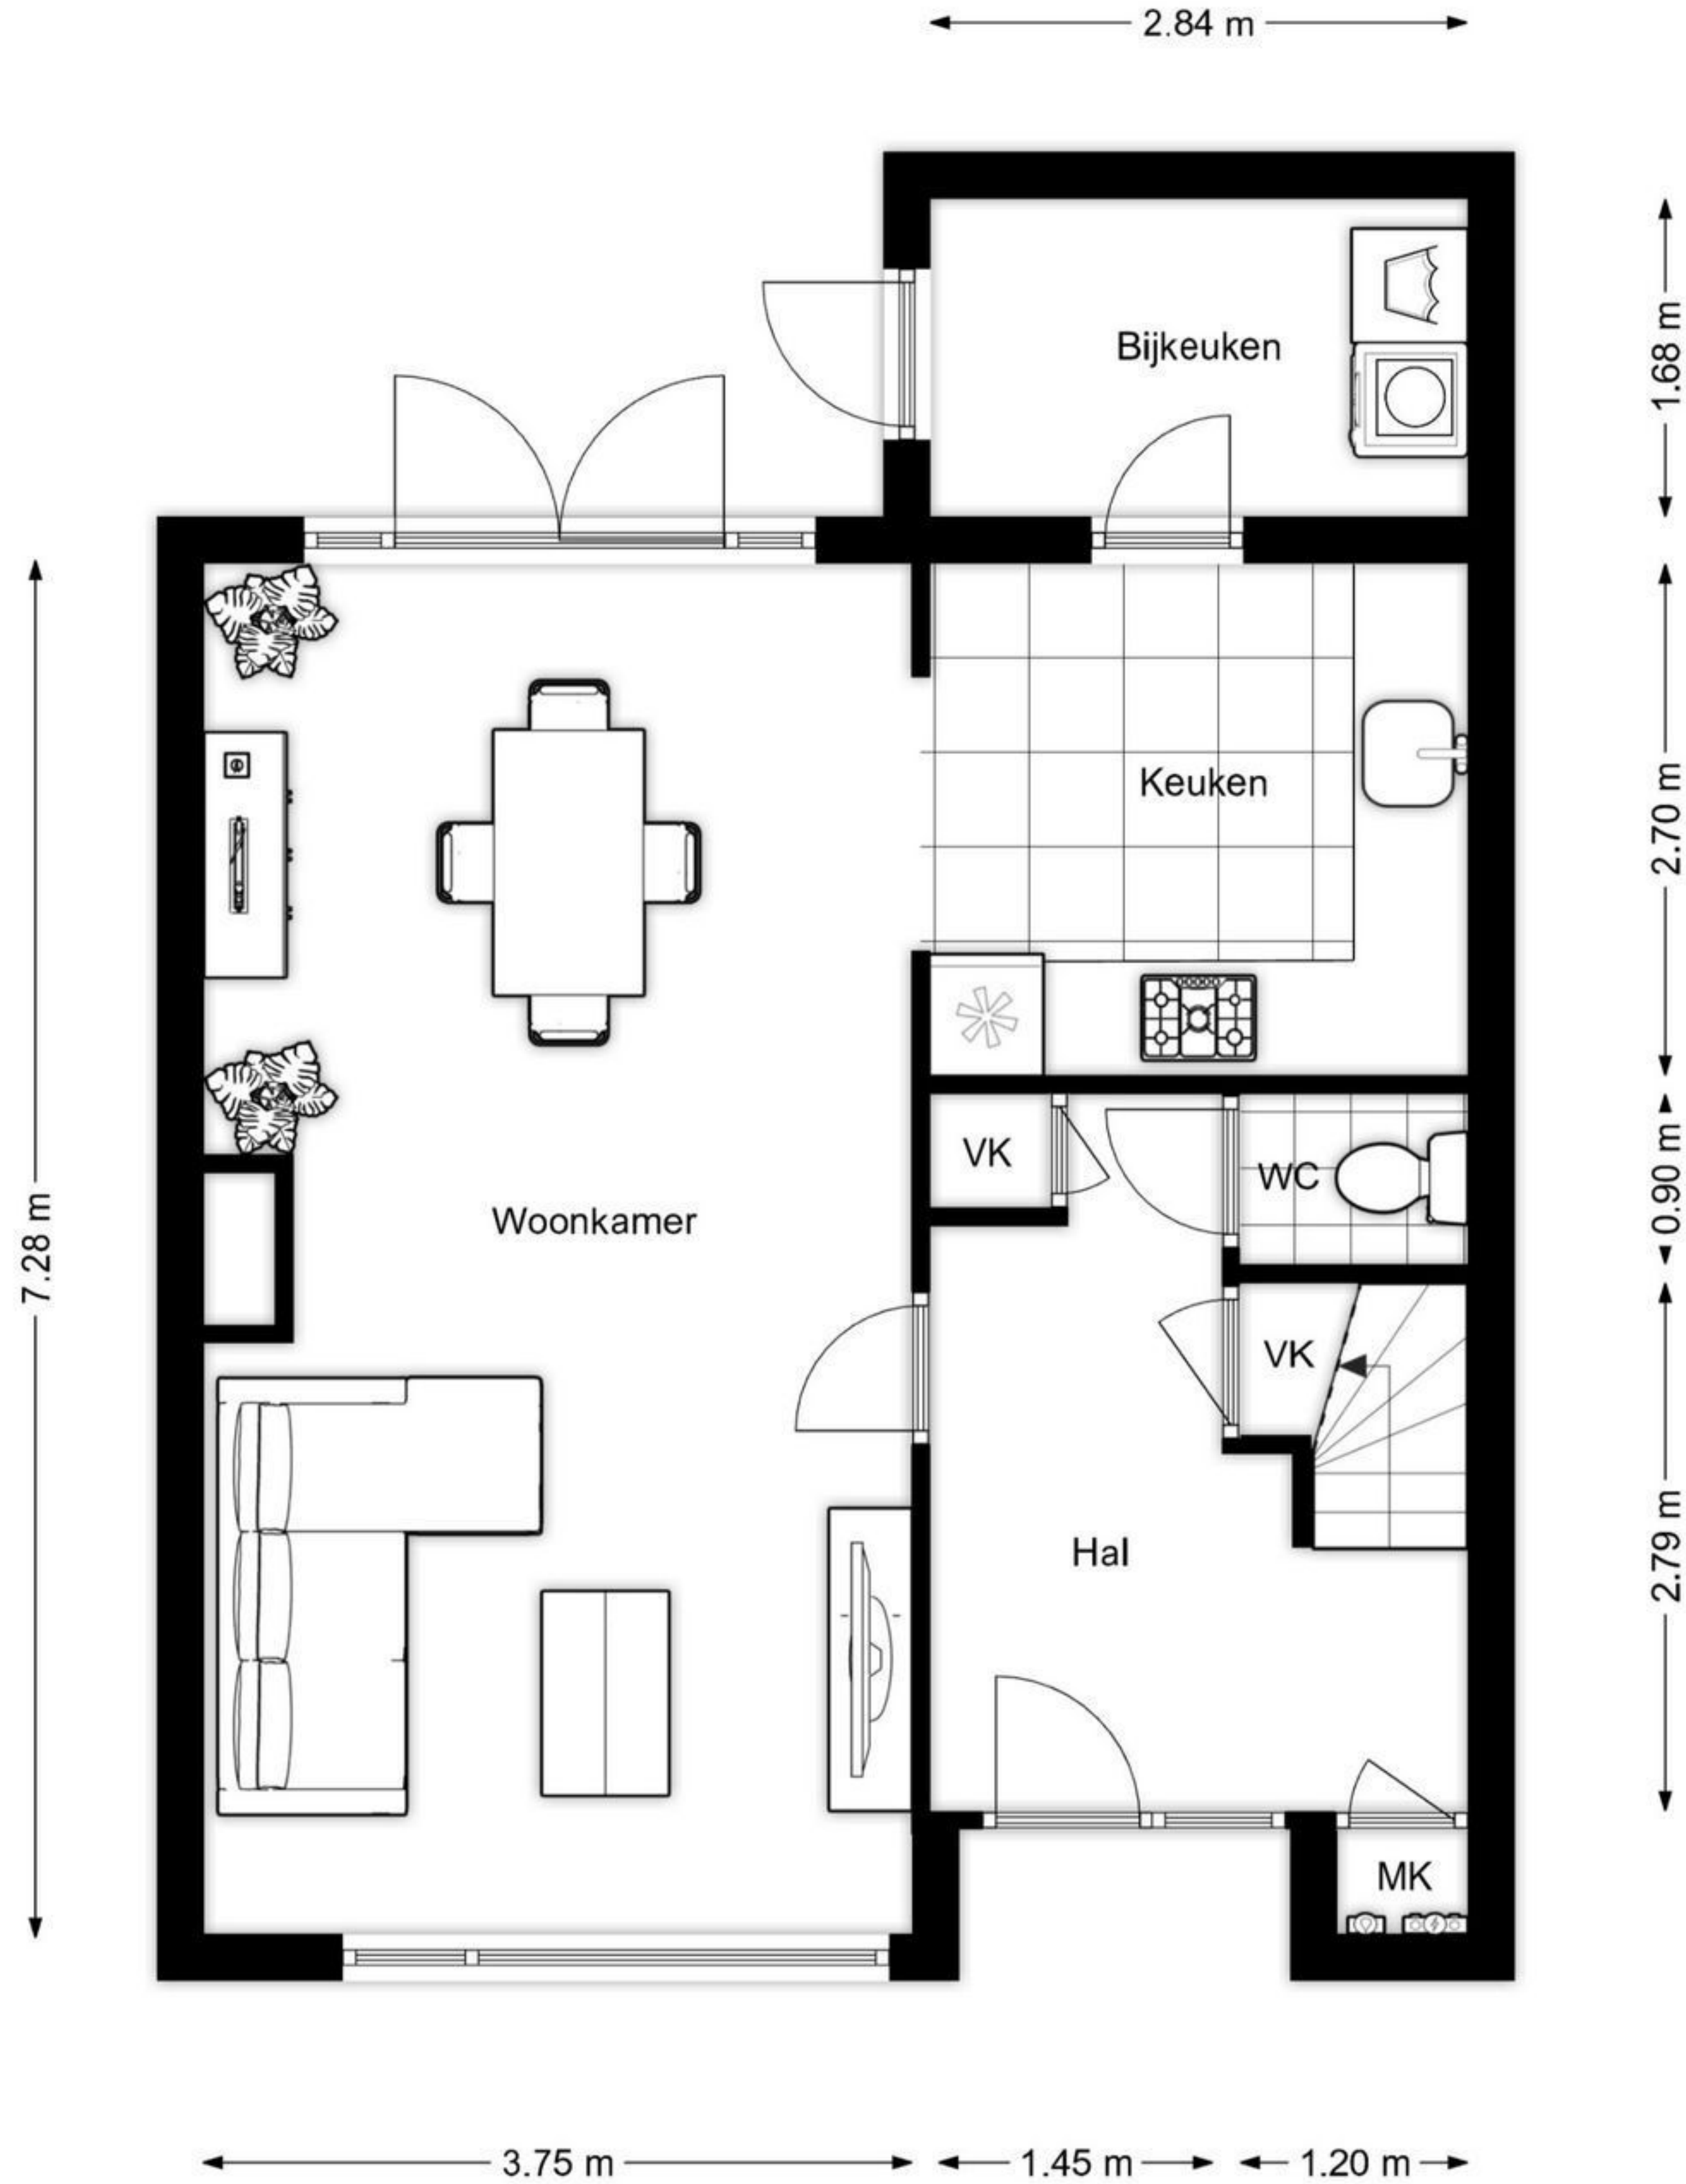 2.84 m
1.68 m
Bijkeuken
2.70 m
Keuken
VK
WC
0.90 m
7.28 m
Woonkamer
VK
Hal
2.79 m
MK
3.75 m
1.45 m
1.20 m